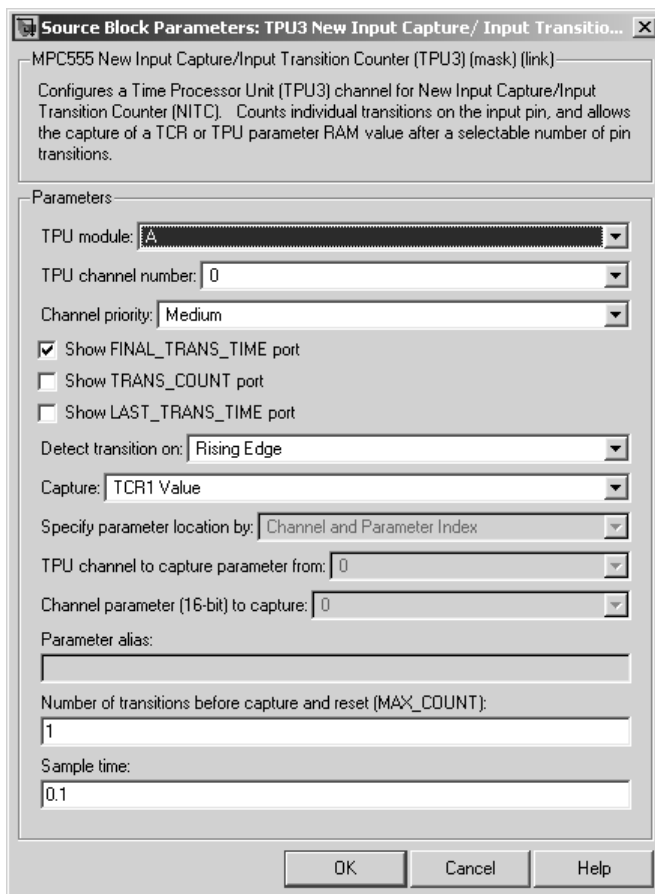 Source Block Parameters: TPU3 New Input Capture/ Input Transitio...
MPC555 New Input Capture/Input Transition Counter (TPU3) (mask) (link)
Configures a Time Processor Unit (TPU3) channel for New Input Capture/Input
Transition Counter (NITC). Counts individual transitions on the input pin, and allows
the capture of a TCR or TPU parameter RAM value after a selectable number of pin
transitions.
Parameters
TPU module: A
TPU channel number: 0
Channel priority: Medium
Show FINAL_TRANS_TIME port
Show TRANS_COUNT port
Show LAST_TRANS_TIME port
Detect transition on: Rising Edge
Capture: TCR1 Value
Specify parameter location by: Channel and Parameter Index
TPU channel to capture parameter from: 0
Channel parameter (16-bit) to capture: 0
Parameter alias:
Number of transitions before capture and reset (MAX_COUNT):
1
Sample time:
0.1
OK Cancel Help